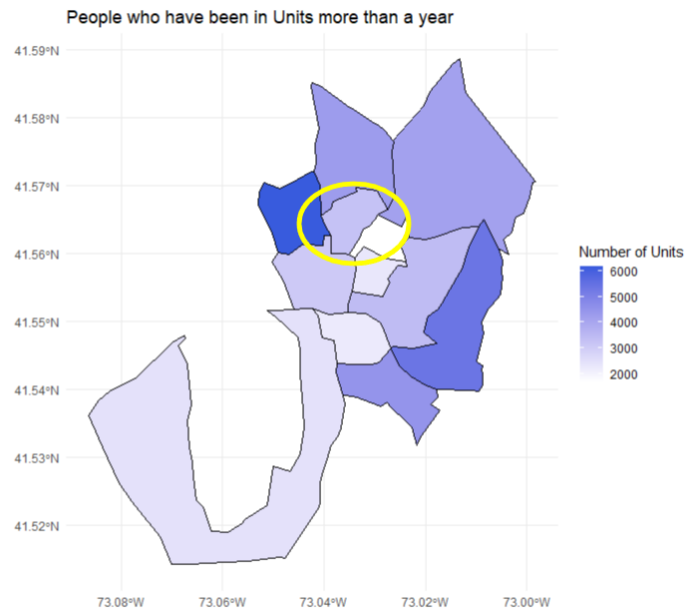 People who have been in Units more than a year
41.59°N
41.58°N
41.57°N
41.56°N
41.55°N
41.54°N
41.53°N
41.52°N
73.08°W
73.06°W
73.04°W
73.02°W
73.00°W
Number of Units
6000
5000
4000
3000
2000